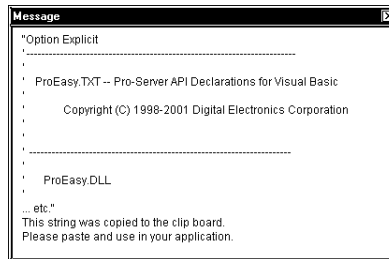 Message
"Option Explicit
'--------------------------------------------------------------------------
'
'   ProEasy.TXT -- Pro-Server API Declarations for Visual Basic
'
'         Copyright (C) 1998-2001 Digital Electronics Corporation
'
'
' ------------------------------------------------------------------------
'
'     ProEasy.DLL
'
... etc."
This string was copied to the clip board.
Please paste and use in your application.